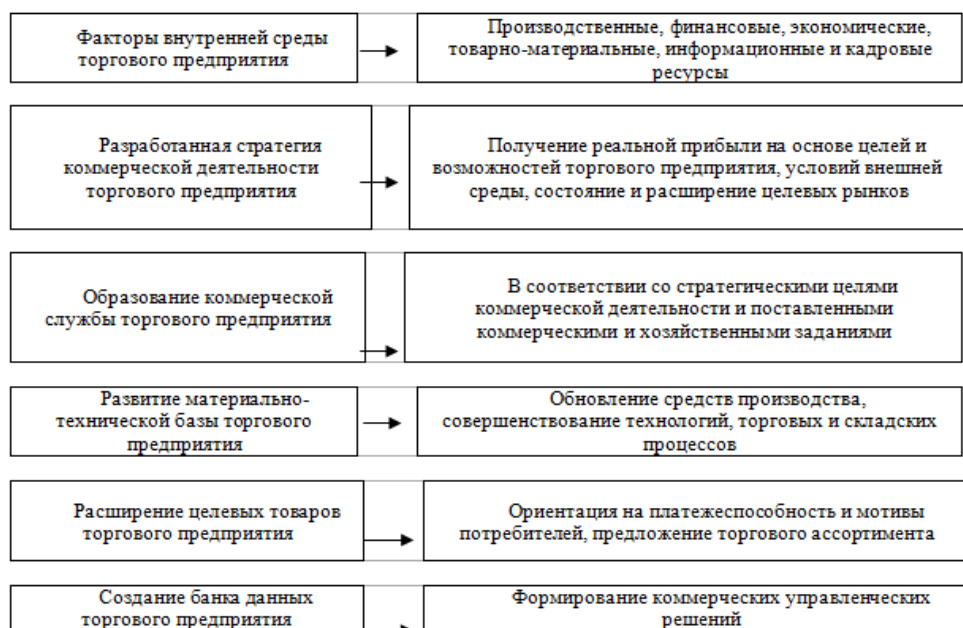 Факторы внутренней среды
торгового предприятия
Производственные, финансовые, экономические,
товарно-материальные, информационные и кадровые
ресурсы
Разработанная стратегия
коммерческой деятельности
торгового предприятия
Получение реальной прибыли на основе целей и
возможностей торгового предприятия, условий внешней
среды, состояние и расширение целевых рынков
Образование коммерческой
службы торгового предприятия
В соответствии со стратегическими целями
коммерческой деятельности и поставленными
коммерческими и хозяйственными заданиями
Развитие материально-
технической базы торгового
предприятия
Обновление средств производства,
совершенствование технологий, торговых и складских
процессов
Расширение целевых товаров
торгового предприятия
Ориентация на платежеспособность и мотивы
потребителей, предложение торгового ассортимента
Создание банка данных
торгового предприятия
Формирование коммерческих управленческих
решений